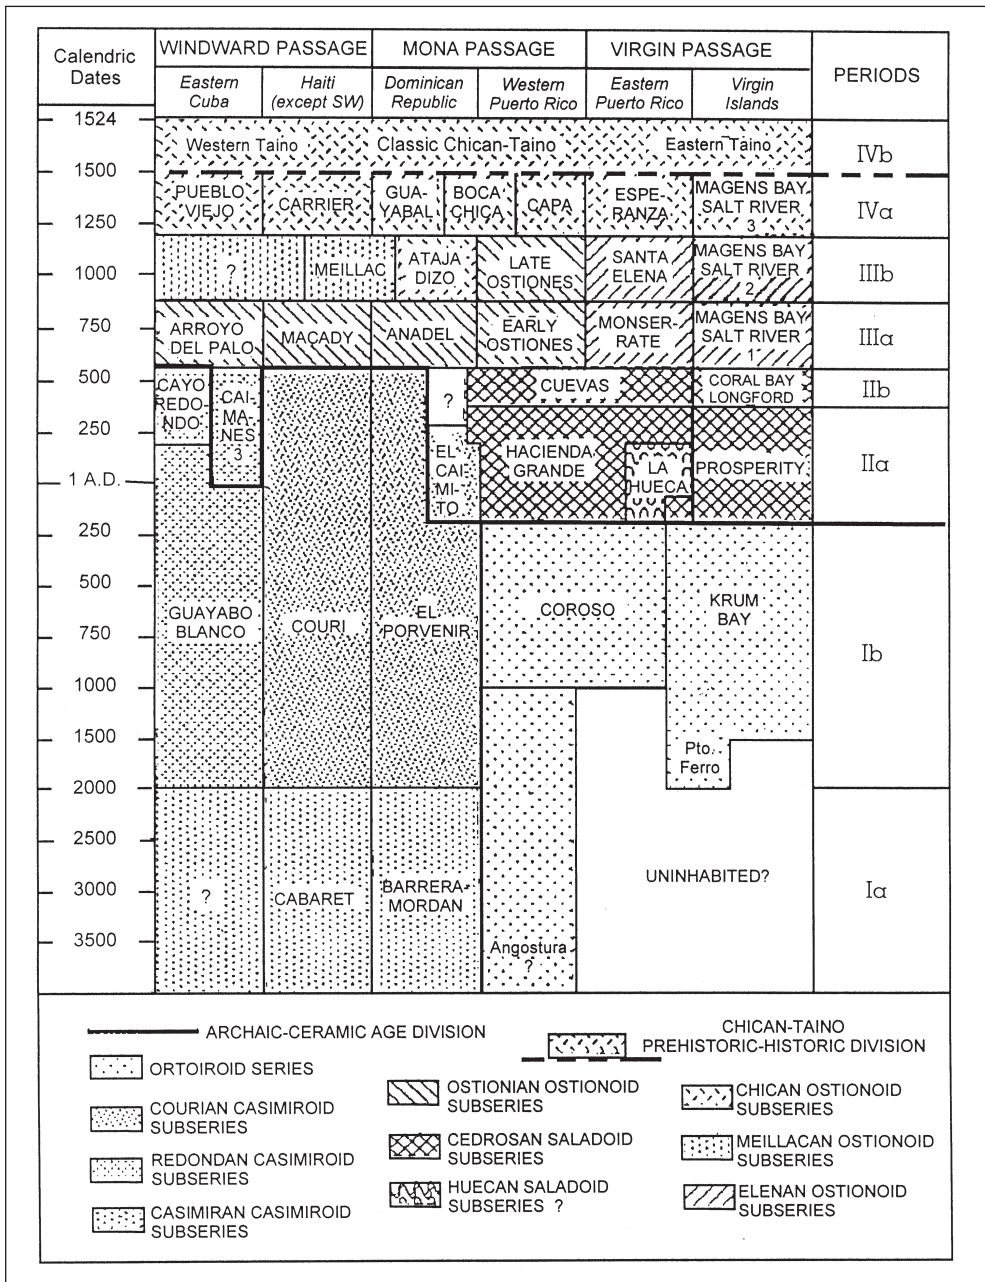 Calendric
Dates
WINDWARD PASSAGE
MONA PASSAGE
VIRGIN PASSAGE
PERIODS
Eastern
Cuba
Haiti
(except SW)
Dominican
Republic
Western
Puerto Rico
Eastern
Puerto Rico
Virgin
Islands
1524
Western Taino
Classic Chican-Taino
Eastern Taino
IVb
1500
PUEBLO
VIEJO
CARRIER
GUA-
YABAL
BOCA
CHICA
CAPA
ESPE-
RANZA
MAGENS BAY
SALT RIVER
3
IVa
1250
?
MEILLAC
ATAJA
DIZO
LATE
OSTIONES
SANTA
ELENA
MAGENS BAY
SALT RIVER
2
IIIb
1000
ARROYO
DEL PALO
MACADY
ANADEL
EARLY
OSTIONES
MONSER-
RATE
MAGENS BAY
SALT RIVER
1
IIIa
750
500
CAYO
REDO-
NDO
CAI-
MA-
NES
3
?
CUEVAS
CORAL BAY
LONGFORD
IIb
250
EL
CAI-
MI-
TO
HACIENDA
GRANDE
LA
HUECA
PROSPERITY
IIa
1 A.D.
250
500
GUAYABO
BLANCO
COURI
EL
PORVENIR
COROSO
KRUM
BAY
Ib
750
1000
1500
Pto.
Ferro
2000
2500
?
CABARET
BARRERA-
MORDAN
UNINHABITED?
Ia
3000
3500
Angostura
?
ARCHAIC-CERAMIC AGE DIVISION
CHICAN-TAINO
PREHISTORIC-HISTORIC DIVISION
ORTOIROID SERIES
COURIAN CASIMIROID
SUBSERIES
REDONDAN CASIMIROID
SUBSERIES
CASIMIRAN CASIMIROID
SUBSERIES
OSTIONIAN OSTIONOID
SUBSERIES
CEDROSAN SALADOID
SUBSERIES
HUECAN SALADOID
SUBSERIES ?
CHICAN OSTIONOID
SUBSERIES
MEILLACAN OSTIONOID
SUBSERIES
ELENAN OSTIONOID
SUBSERIES